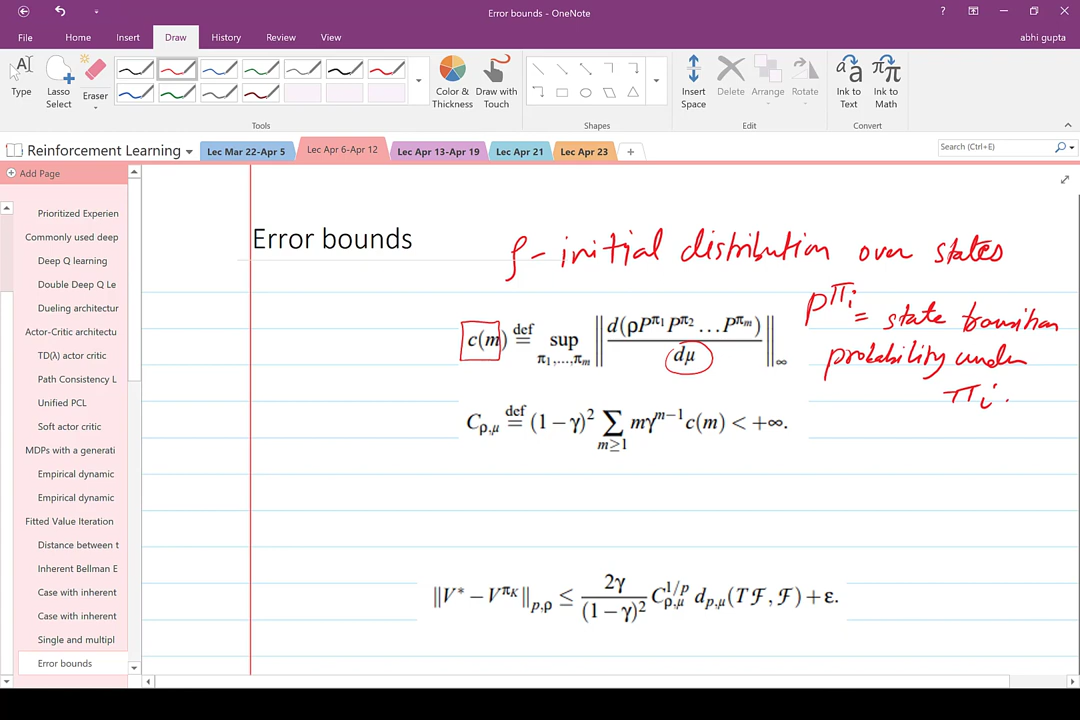 Error bounds - OneNote
?
File
Home
Insert
Draw
History
Review
View
abhi gupta
Type
Lasso Select
Eraser
Color & Thickness
Draw with Touch
Insert Space
Delete
Arrange
Rotate
Ink to Text
Ink to Math
Tools
Shapes
Edit
Convert
Reinforcement Learning
Lec Mar 22-Apr 5
Lec Apr 6-Apr 12
Lec Apr 13-Apr 19
Lec Apr 21
Lec Apr 23
+
Search (Ctrl+E)
Add Page
Prioritized Experien
Commonly used deep
Deep Q learning
Double Deep Q Le
Dueling architectur
Actor-Critic architectu
TD(λ) actor critic
Path Consistency L
Unified PCL
Soft actor critic
MDPs with a generati
Empirical dynamic
Empirical dynamic
Fitted Value Iteration
Distance between t
Inherent Bellman E
Case with inherent
Case with inherent
Single and multipl
Error bounds
Error bounds
ρ - initial distribution over states
c(m) def= sup π₁,...,πₘ ‖ d(ρP^π₁ P^π₂ ... P^πₘ) / dμ ‖∞
P^πi = state transition
probability under
πi.
C_ρ,μ def= (1 − γ)² ∑_{m≥1} mγ^{m−1} c(m) < +∞.
‖V* − V^{π_K}‖_{p,ρ} ≤ 2γ / (1 − γ)² C^{1/p}_{ρ,μ} d_{p,μ}(Tℱ, ℱ) + ε.